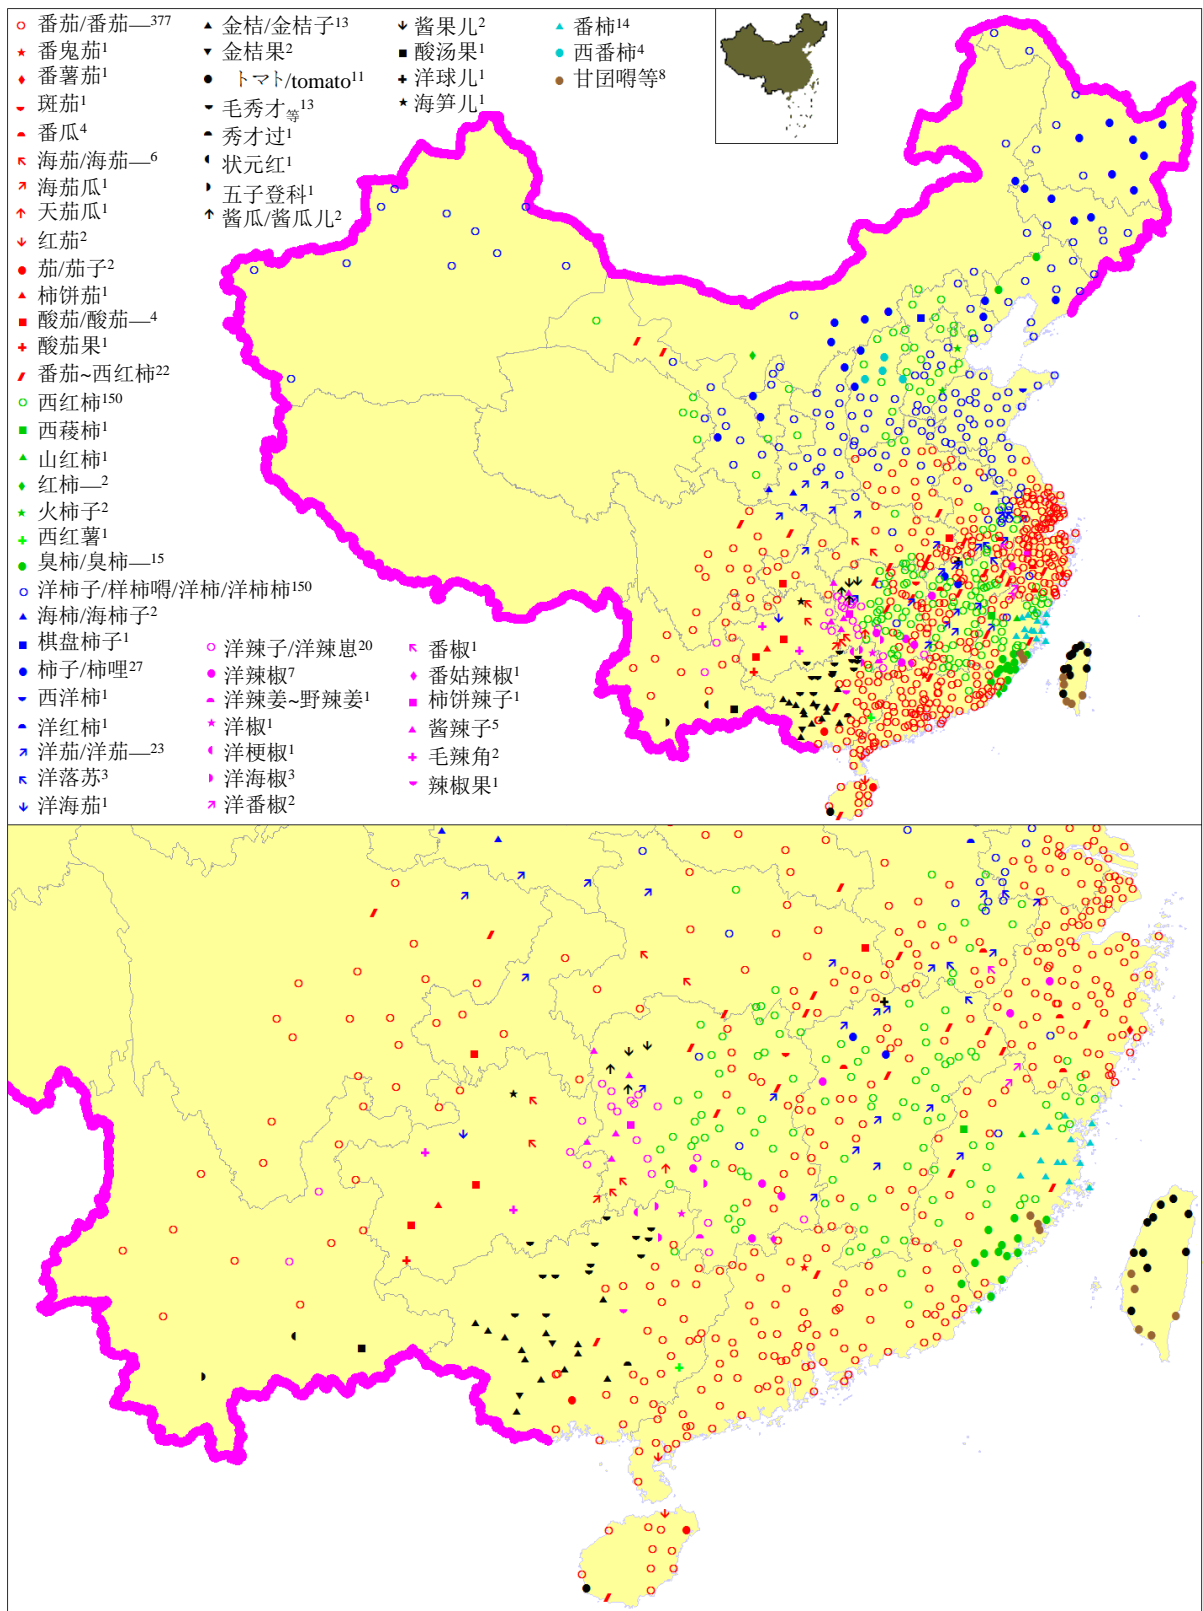 番茄/番茄—377
番鬼茄1
番薯茄1
斑茄1
番瓜4
海茄/海茄—6
海茄瓜1
天茄瓜1
红茄2
茄/茄子2
柿饼茄1
酸茄/酸茄—4
酸茄果1
番茄~西红柿22
西红柿150
西菱柿1
山红柿1
红柿—2
火柿子2
西红薯1
臭柿/臭柿—15
洋柿子/样柿嘚/洋柿/洋柿柿150
海柿/海柿子2
棋盘柿子1
柿子/柿哩27
西洋柿1
洋红柿1
洋茄/洋茄—23
洋落苏3
洋海茄1
金桔/金桔子13
金桔果2
トマト/tomato11
毛秀才等13
秀才过1
状元红1
五子登科1
酱瓜/酱瓜儿2
酱果儿2
酸汤果1
洋球儿1
海笋儿1
番柿14
西番柿4
甘囝嘚等8
洋辣子/洋辣崽20
洋辣椒7
洋辣姜~野辣姜1
洋椒1
洋梗椒1
洋海椒3
洋番椒2
番椒1
番姑辣椒1
柿饼辣子1
酱辣子5
毛辣角2
辣椒果1